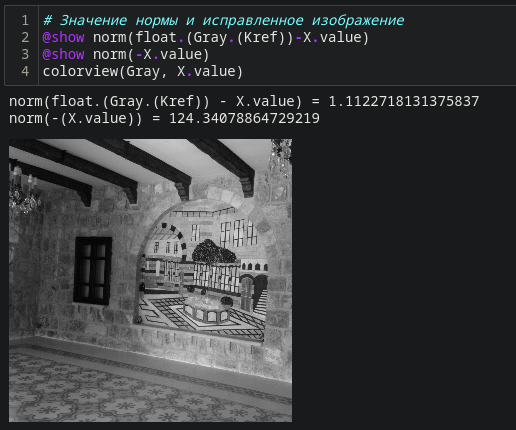 1 # Значение нормы и исправленное изображение
2 @show norm(float.(Gray.(Kref))-X.value)
3 @show norm(-X.value)
4 colorview(Gray, X.value)
norm(float.(Gray.(Kref)) - X.value) = 1.1122718131375837
norm(-(X.value)) = 124.34078864729219